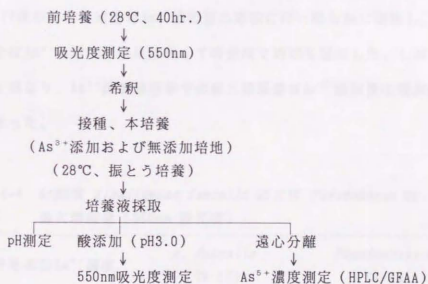 前培養 (28℃、40hr.
吸光度測定 (550nm)
希釈
接種、本培養
(As³⁺添加および無添加培地)
(28℃、振とう培養)
培養液採取
pH測定 酸添加 (pH3.0) 遠心分離
550nm吸光度測定 As⁵⁺濃度測定 (HPLC/GFAA)